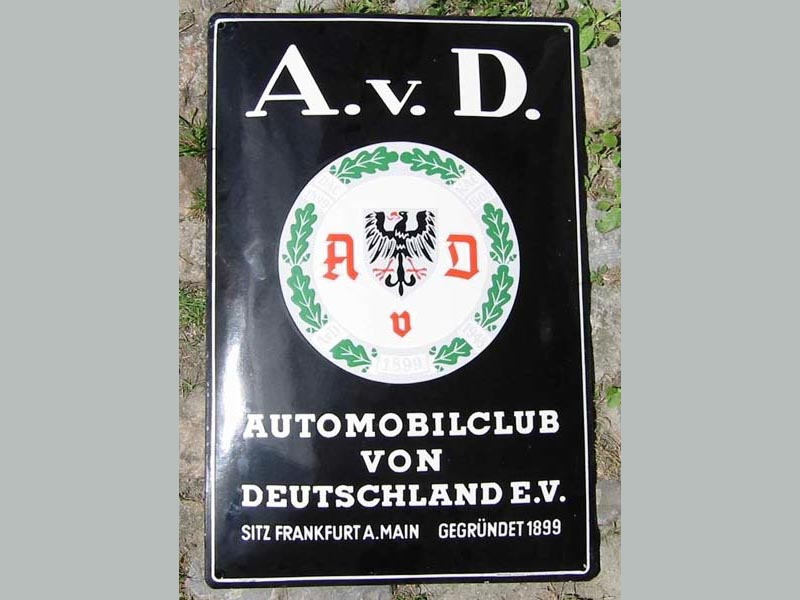 A.v.D.
A D
v
1899
AUTOMOBILCLUB
VON
DEUTSCHLAND E.V.
SITZ FRANKFURT A. MAIN GEGRÜNDET 1899